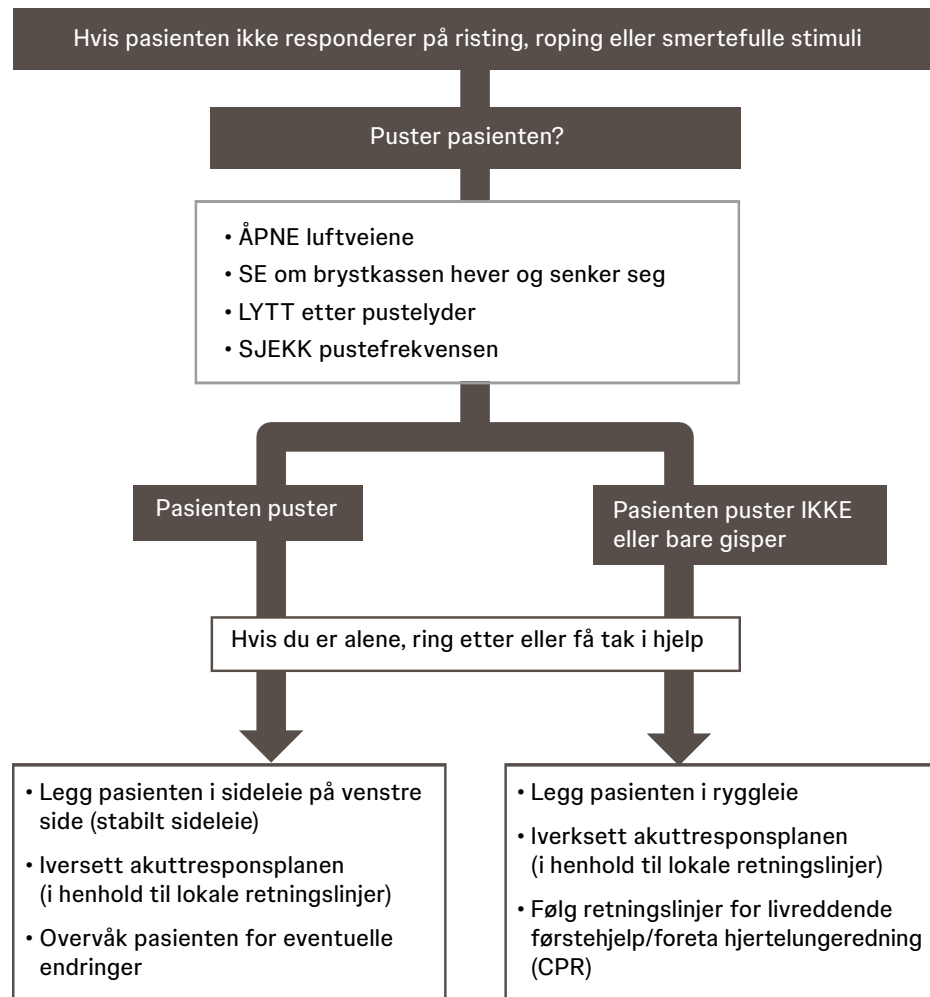 Hvis pasienten ikke responderer på risting, roping eller smertefulle stimuli
Puster pasienten?
• ÅPNE luftveiene
• SE om brystkassen hever og senker seg
• LYTT etter pustelyder
• SJEKK pustefrekvensen
Pasienten puster
Pasienten puster IKKE
eller bare gisper
Hvis du er alene, ring etter eller få tak i hjelp
• Legg pasienten i sideleie på venstre
side (stabilt sideleie)
• Iversett akuttresponsplanen
(i henhold til lokale retningslinjer)
• Overvåk pasienten for eventuelle
endringer
• Legg pasienten i ryggleie
• Iverksett akuttresponsplanen
(i henhold til lokale retningslinjer)
• Følg retningslinjer for livreddende
førstehjelp/foreta hjertelungeredning
(CPR)